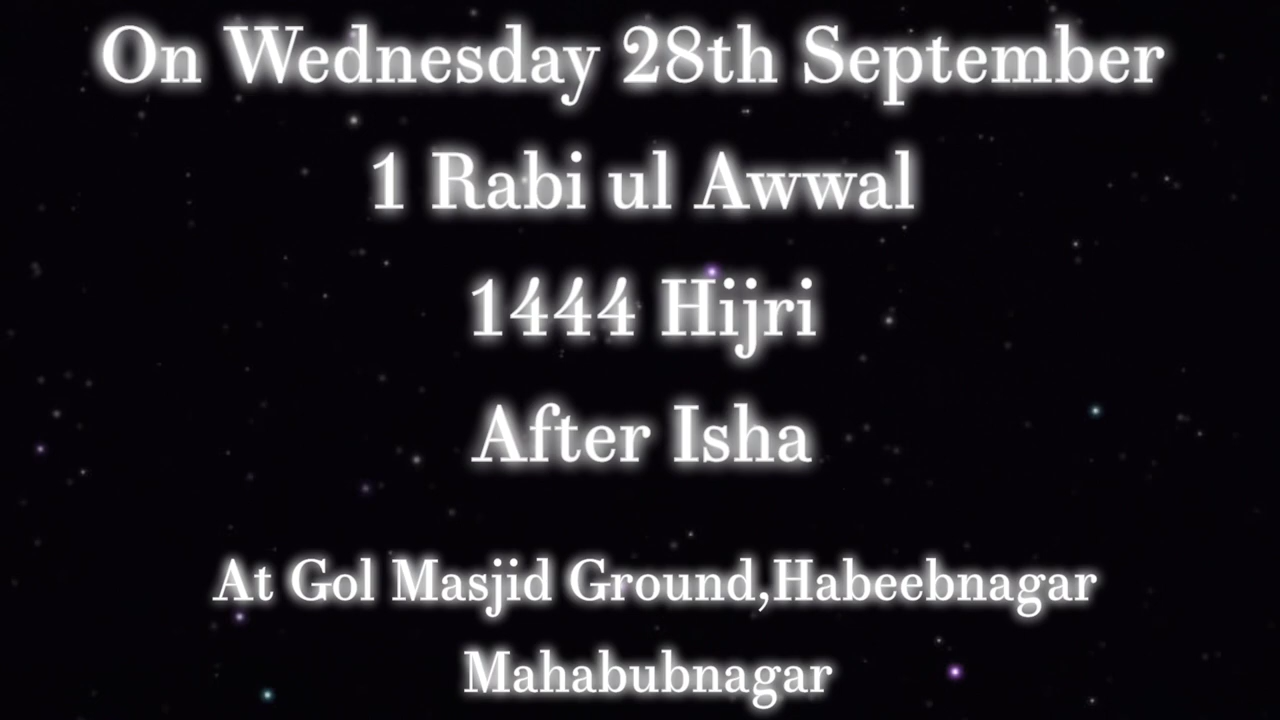 On Wednesday 28th September
1 Rabi ul Awwal
1444 Hijri
After Isha
At Gol Masjid Ground,Habeebnagar
Mahabubnagar